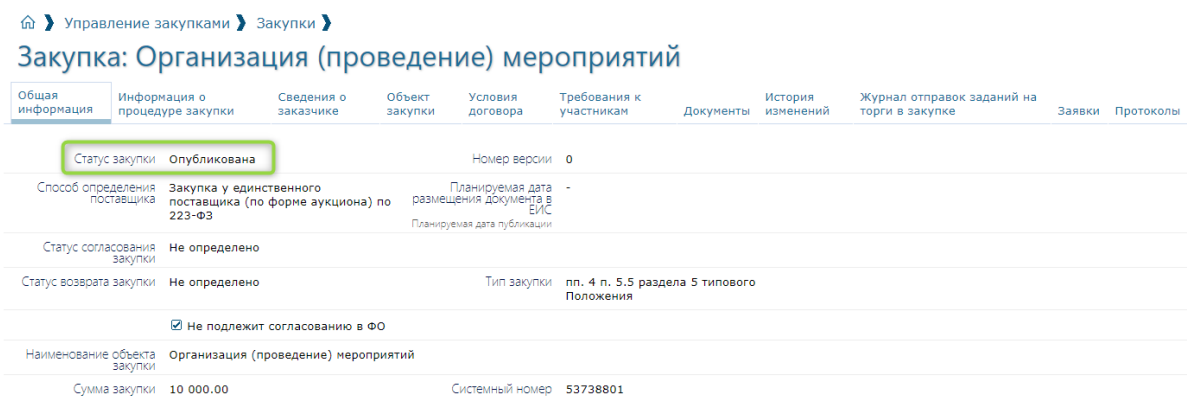 Управление закупками Закупки
Закупка: Организация (проведение) мероприятий
Общая информация
Информация о процедуре закупки
Сведения о заказчике
Объект закупки
Условия договора
Требования к участникам
Документы
История изменений
Журнал отправок заданий на торги в закупке
Заявки
Протоколы
Статус закупки Опубликована Номер версии 0
Способ определения поставщика
Закупка у единственного
поставщика (по форме аукциона) по
223-ФЗ
Планируемая дата
размещения документа в
ЕИС
-
Планируемая дата публикации
Статус согласования
закупки
Не определено
Статус возврата закупки Не определено
Тип закупки
пп. 4 п. 5.5 раздела 5 типового
Положения
Не подлежит согласованию в ФО
Наименование объекта
закупки
Организация (проведение) мероприятий
Сумма закупки 10 000.00 Системный номер 53738801